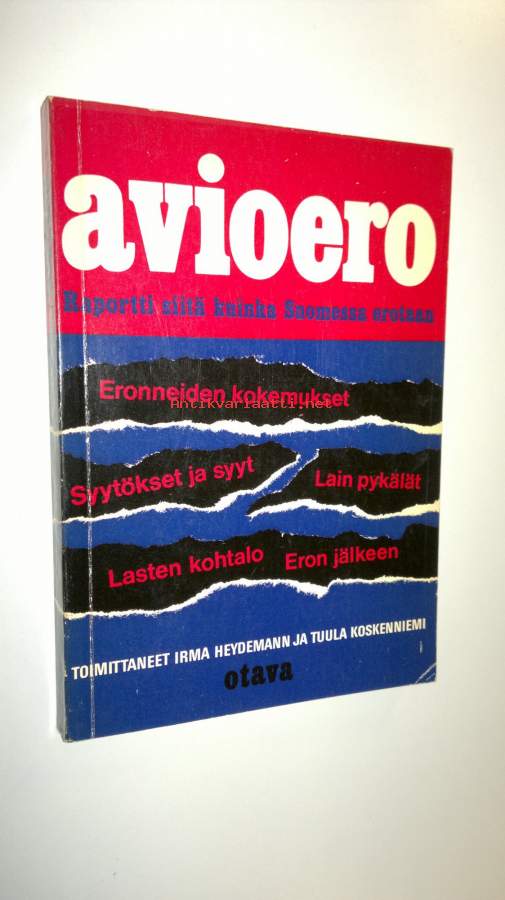 avioero
Raportti siitä kuinka Suomessa erotaan
Eronneiden kokemukset
Antikvariaatti.net
Syytökset ja syyt
Lain pykälät
Lasten kohtalo
Eron jälkeen
TOIMITTANEET IRMA HEYDEMANN JA TUULA KOSKENNIEMI
otava